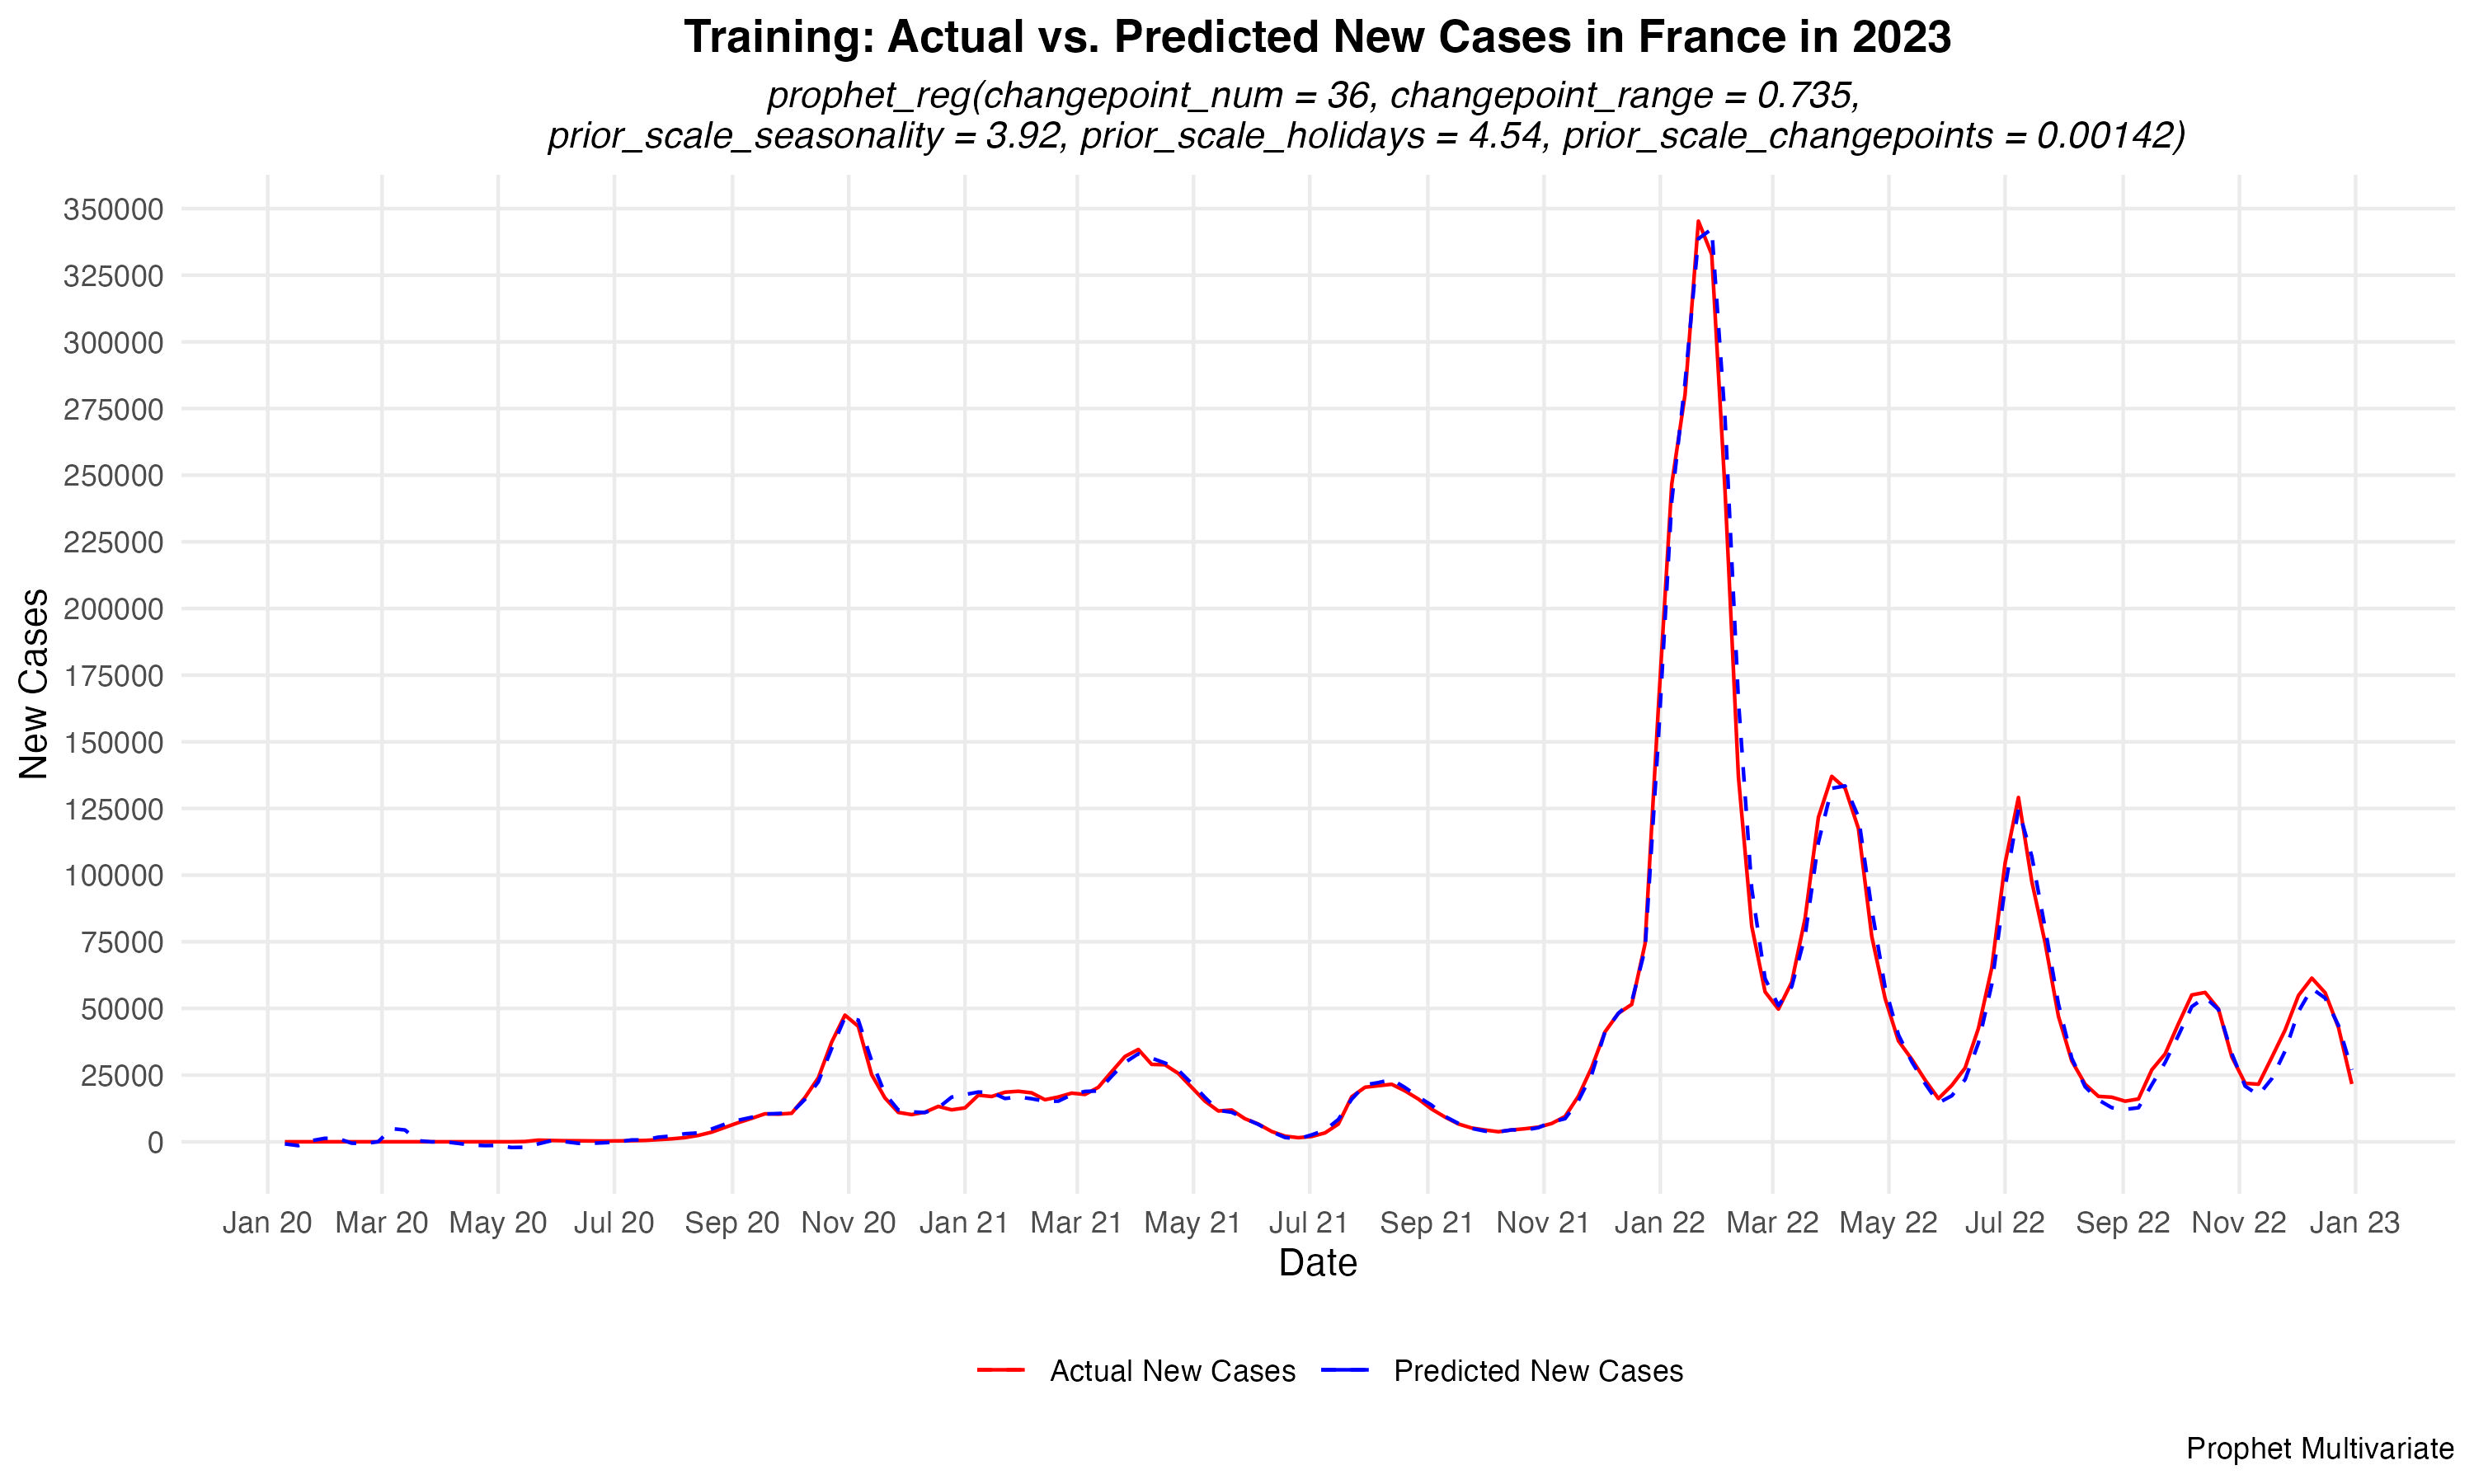 Training: Actual vs. Predicted New Cases in France in 2023
prophet_reg(changepoint_num = 36, changepoint_range = 0.735,
prior_scale_seasonality = 3.92, prior_scale_holidays = 4.54, prior_scale_changepoints = 0.00142)
New Cases
350000
325000
300000
275000
250000
225000
200000
175000
150000
125000
100000
75000
50000
25000
0
Jan 20 Mar 20 May 20 Jul 20 Sep 20 Nov 20 Jan 21 Mar 21 May 21 Jul 21 Sep 21 Nov 21 Jan 22 Mar 22 May 22 Jul 22 Sep 22 Nov 22 Jan 23
Date
Actual New Cases Predicted New Cases
Prophet Multivariate